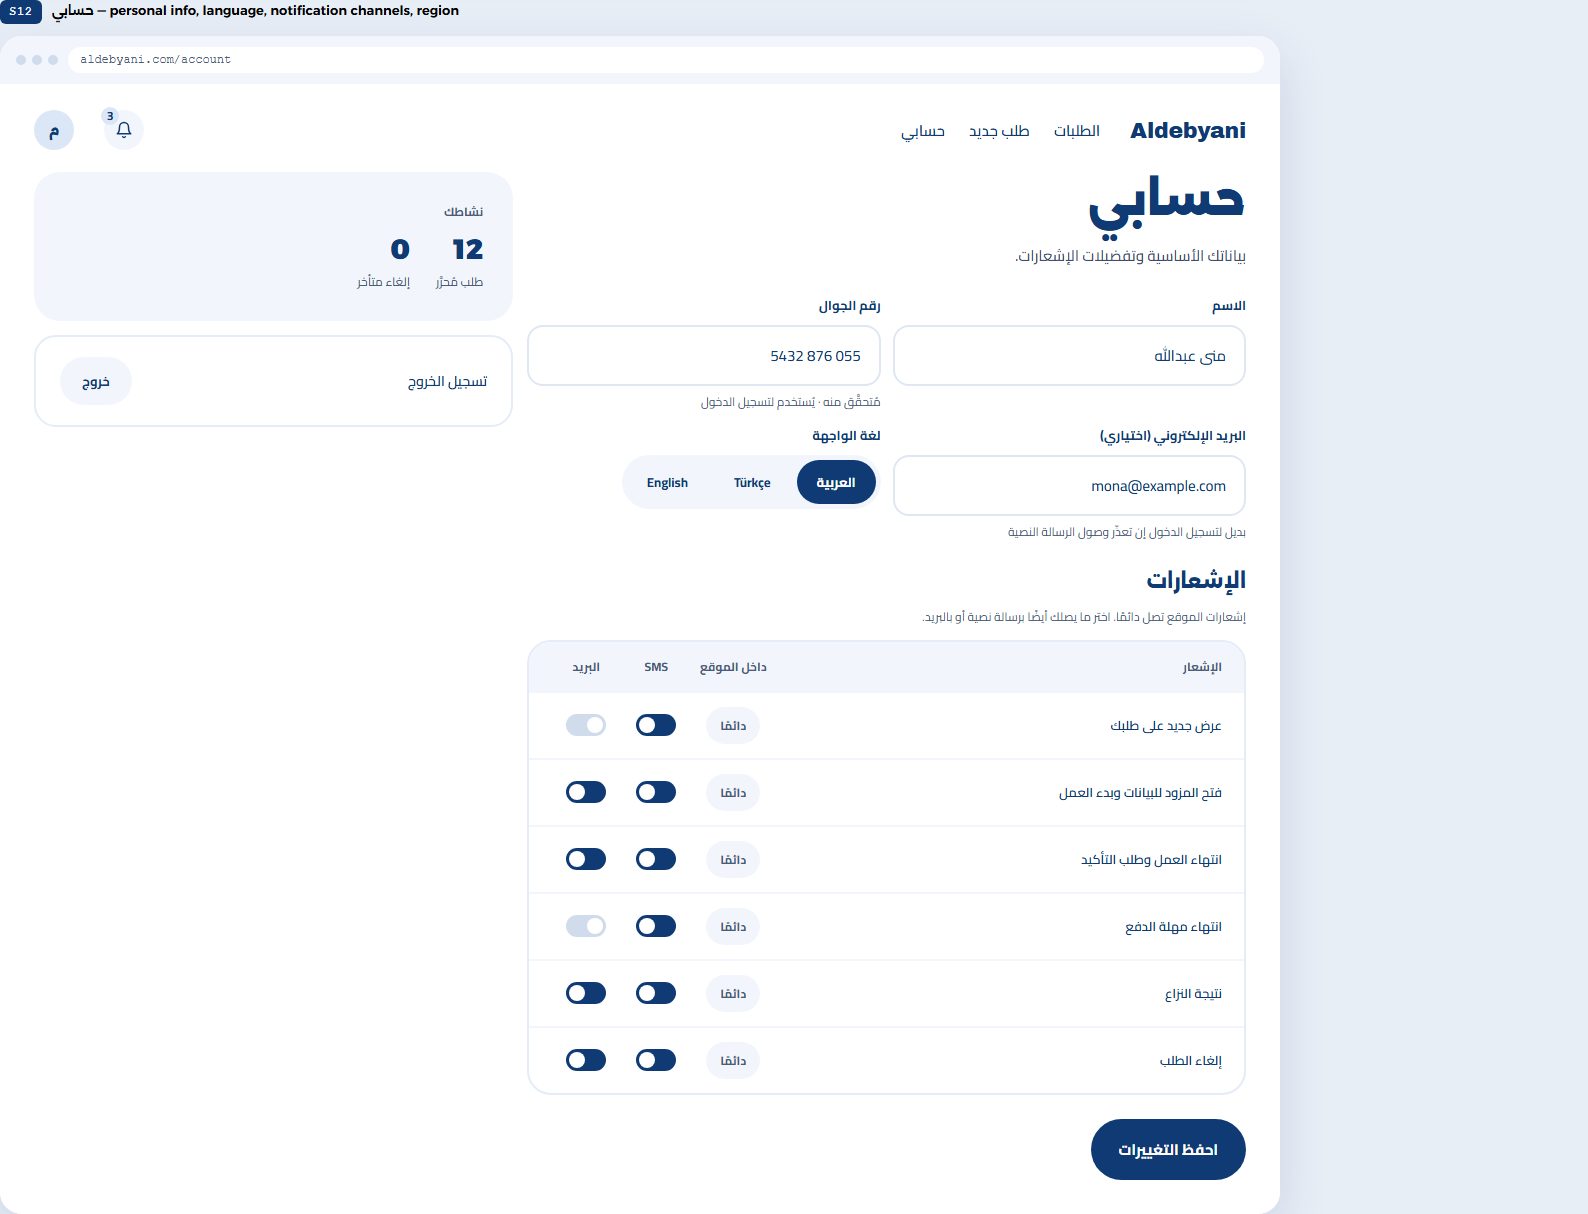 S12 حسابي – personal info, language, notification channels, region
aldebyani.com/account
Aldebyani الطلبات طلب جديد حسابي 3 م
حسابي
بياناتك الأساسية وتفضيلات الإشعارات.
الاسم رقم الجوال
منى عبدالله 055 876 5432
مُتحقَّق منه · يُستخدم لتسجيل الدخول
البريد الإلكتروني (اختياري) لغة الواجهة
mona@example.com العربية Türkçe English
بديل لتسجيل الدخول إن تعذّر وصول الرسالة النصية
الإشعارات
إشعارات الموقع تصل دائمًا. اختر ما يصلك أيضًا برسالة نصية أو بالبريد.
الإشعار داخل الموقع SMS البريد
عرض جديد على طلبك دائمًا
فتح المزود للبيانات وبدء العمل دائمًا
انتهاء العمل وطلب التأكيد دائمًا
انتهاء مهلة الدفع دائمًا
نتيجة النزاع دائمًا
إلغاء الطلب دائمًا
احفظ التغييرات
نشاطك
12 0
طلب مُحرَّر إلغاء متأخر
تسجيل الخروج خروج